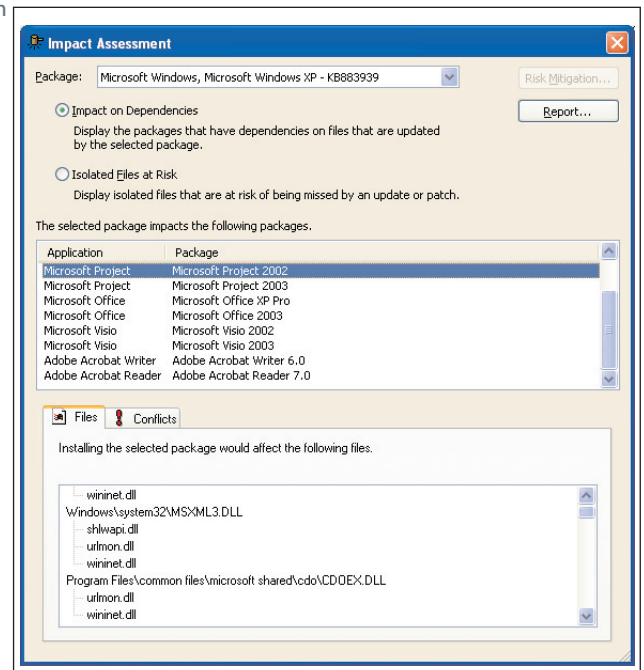 n
Impact Assessment
Package: Microsoft Windows, Microsoft Windows XP - KB883939
Risk Mitigation...
Impact on Dependencies
Report...
Display the packages that have dependencies on files that are updated
by the selected package.
Isolated Files at Risk
Display isolated files that are at risk of being missed by an update or patch.
The selected package impacts the following packages.
Application Package
Microsoft Project Microsoft Project 2002
Microsoft Project Microsoft Project 2003
Microsoft Office Microsoft Office XP Pro
Microsoft Office Microsoft Office 2003
Microsoft Visio Microsoft Visio 2002
Microsoft Visio Microsoft Visio 2003
Adobe Acrobat Writer Adobe Acrobat Writer 6.0
Adobe Acrobat Reader Adobe Acrobat Reader 7.0
Files Conflicts
Installing the selected package would affect the following files.
wininet.dll
Windows\system32\MSXML3.DLL
shlwapi.dll
urlmon.dll
wininet.dll
Program Files\common files\microsoft shared\cdo\CDOEX.DLL
urlmon.dll
wininet.dll